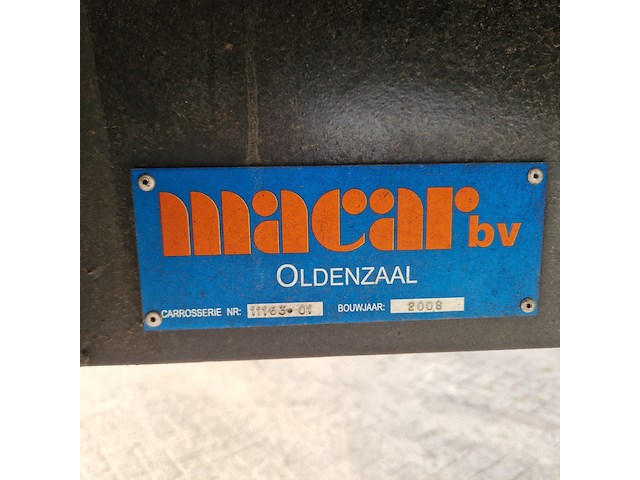 macar bv
OLDENZAAL
CARROSSERIE NR: 11163-01 BOUWJAAR: 2008